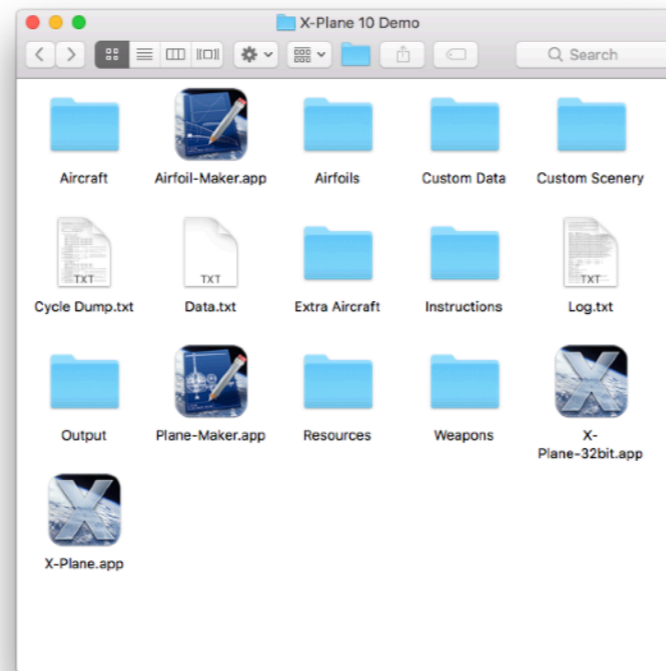 X-Plane 10 Demo
Search
Aircraft
Airfoil-Maker.app
Airfoils
Custom Data
Custom Scenery
TXT
TXT
TXT
Cycle Dump.txt
Data.txt
Extra Aircraft
Instructions
Log.txt
Output
Plane-Maker.app
Resources
Weapons
X-
Plane-32bit.app
X-Plane.app